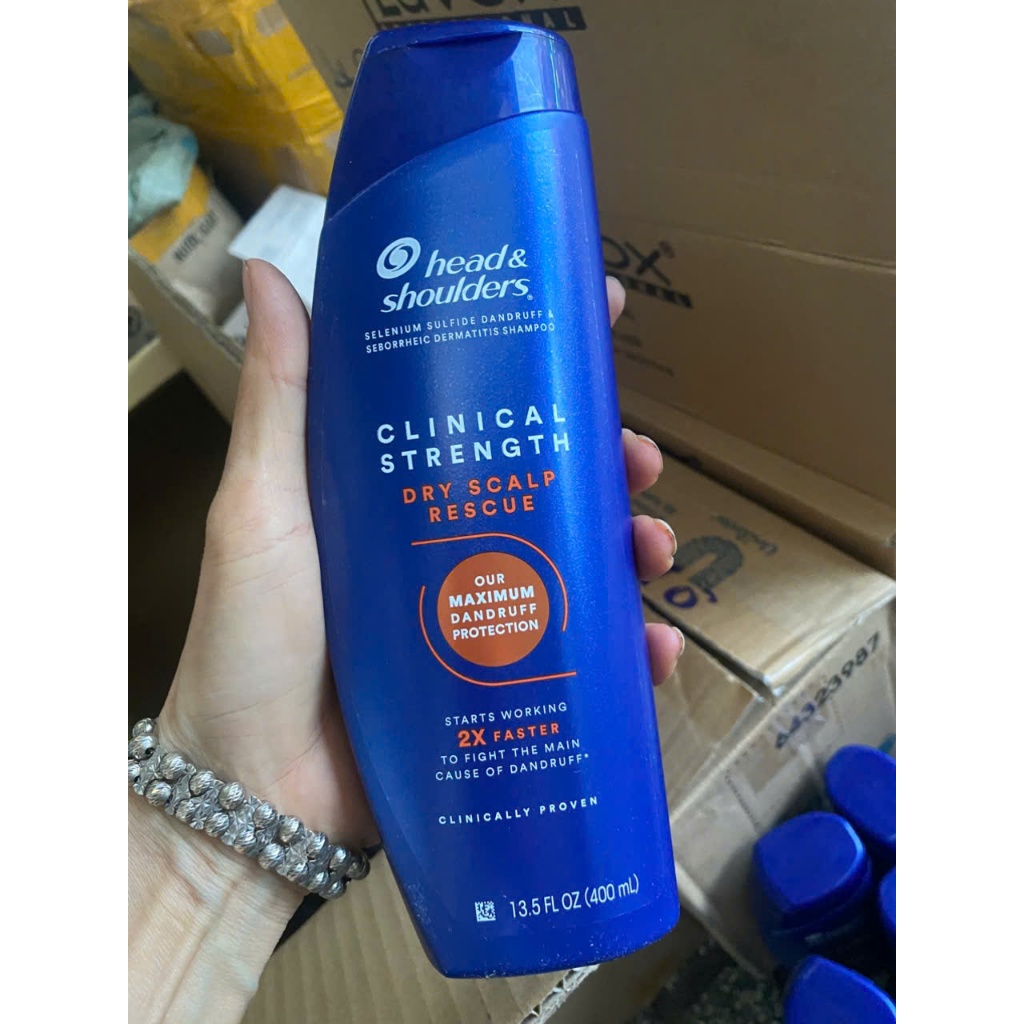 head &
shoulders®
SELENIUM SULFIDE DANDRUFF &
SEBORRHEIC DERMATITIS SHAMPOO
CLINICAL
STRENGTH
DRY SCALP
RESCUE
OUR
MAXIMUM
DANDRUFF
PROTECTION
STARTS WORKING
2X FASTER
TO FIGHT THE MAIN
CAUSE OF DANDRUFF*
CLINICALLY PROVEN
13.5 FL OZ (400 mL)
64323987